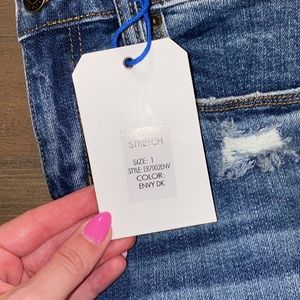 STRETCH
SIZE: 1
STYLE: EB7002ENV
COLOR:
ENVY DK